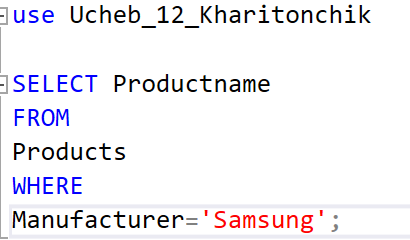 use Ucheb_12_Kharitonchik
SELECT Productname
FROM
Products
WHERE
Manufacturer='Samsung';